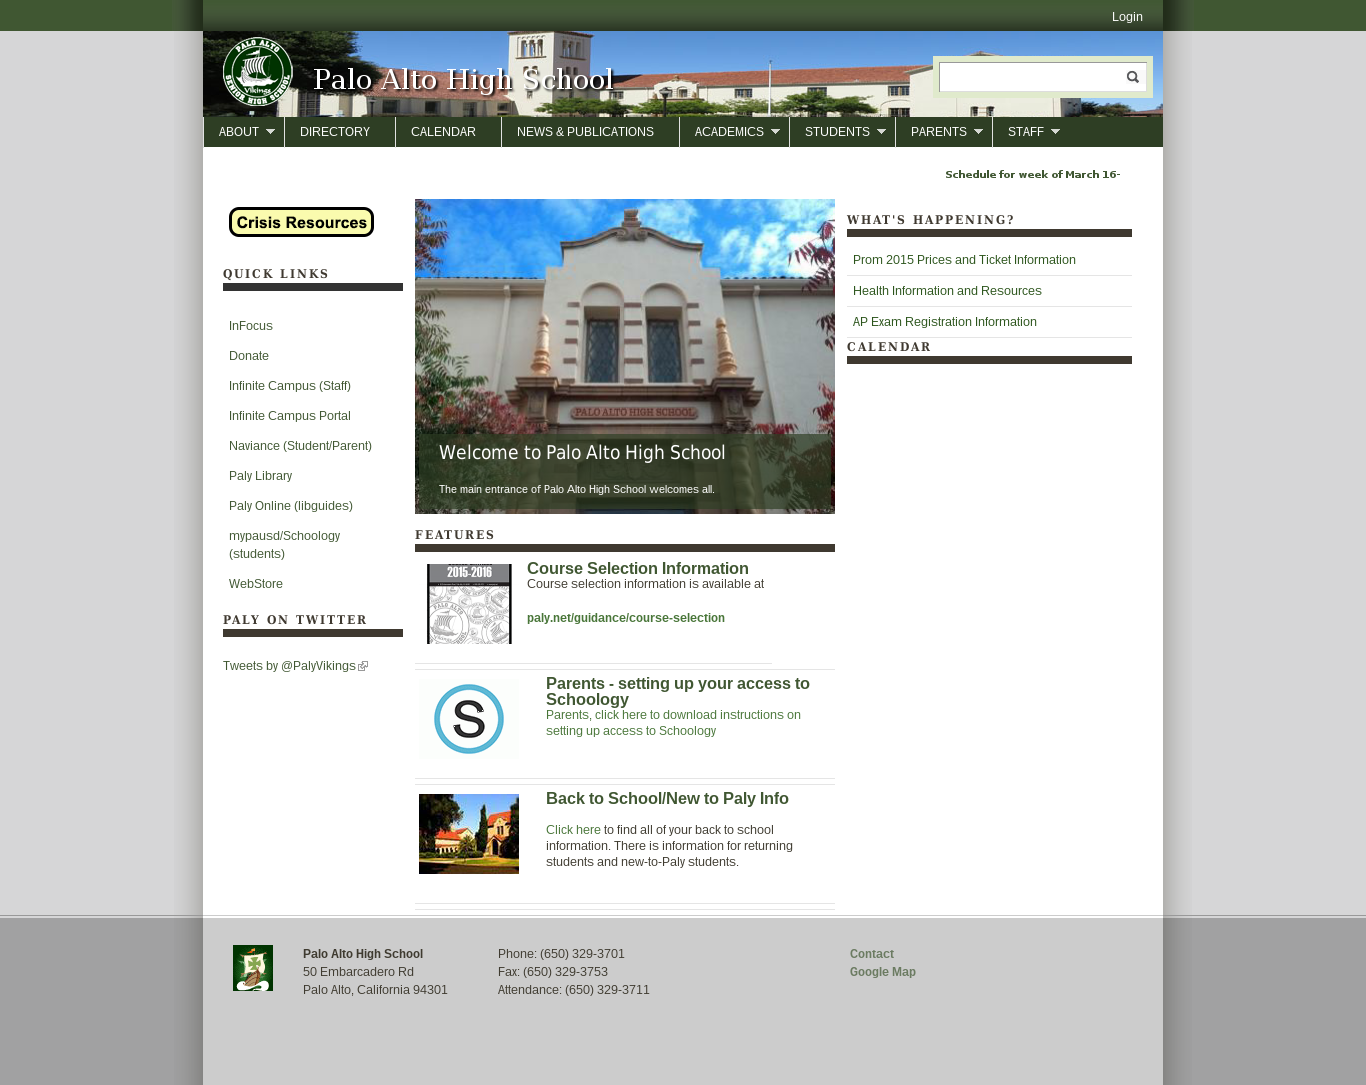 Login
PALO ALTO
Vikings
SENIOR HIGH SCHOOL
Palo Alto High School
ABOUT
DIRECTORY
CALENDAR
NEWS & PUBLICATIONS
ACADEMICS
STUDENTS
PARENTS
STAFF
Schedule for week of March 16-
Crisis Resources
QUICK LINKS
InFocus
Donate
Infinite Campus (Staff)
Infinite Campus Portal
Naviance (Student/Parent)
Paly Library
Paly Online (libguides)
mypausd/Schoology
(students)
WebStore
PALY ON TWITTER
Tweets by @PalyVikings
PALO ALTO HIGH SCHOOL
Welcome to Palo Alto High School
The main entrance of Palo Alto High School welcomes all.
FEATURES
2015-2016
Course Selection Information
Course selection information is available at
paly.net/guidance/course-selection
S
Parents - setting up your access to
Schoology
Parents, click here to download instructions on
setting up access to Schoology
Back to School/New to Paly Info
Click here to find all of your back to school
information. There is information for returning
students and new-to-Paly students.
WHAT'S HAPPENING?
Prom 2015 Prices and Ticket Information
Health Information and Resources
AP Exam Registration Information
CALENDAR
Palo Alto High School
50 Embarcadero Rd
Palo Alto, California 94301
Phone: (650) 329-3701
Fax: (650) 329-3753
Attendance: (650) 329-3711
Contact
Google Map